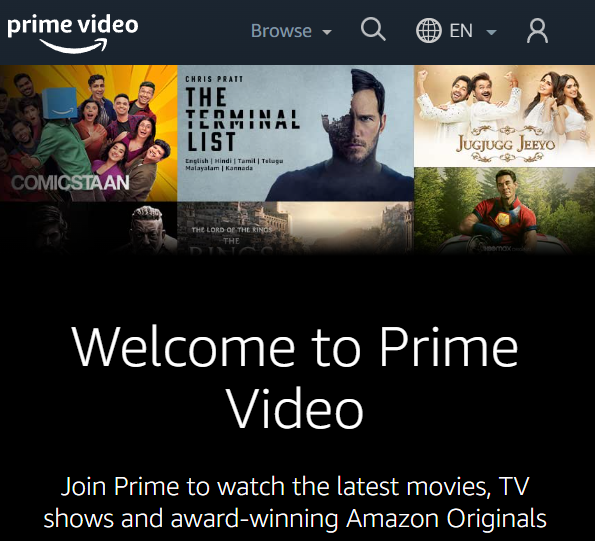 prime video
Browse
EN
CHRIS PRATT
THE
TERMINAL
LIST
English | Hindi | Tamil | Telugu
Malayalam | Kannada
COMICSTAAN
JUGJUGG JEEYO
THE LORD OF THE RINGS
THE
RINGS
Welcome to Prime
Video
Join Prime to watch the latest movies, TV
shows and award-winning Amazon Originals